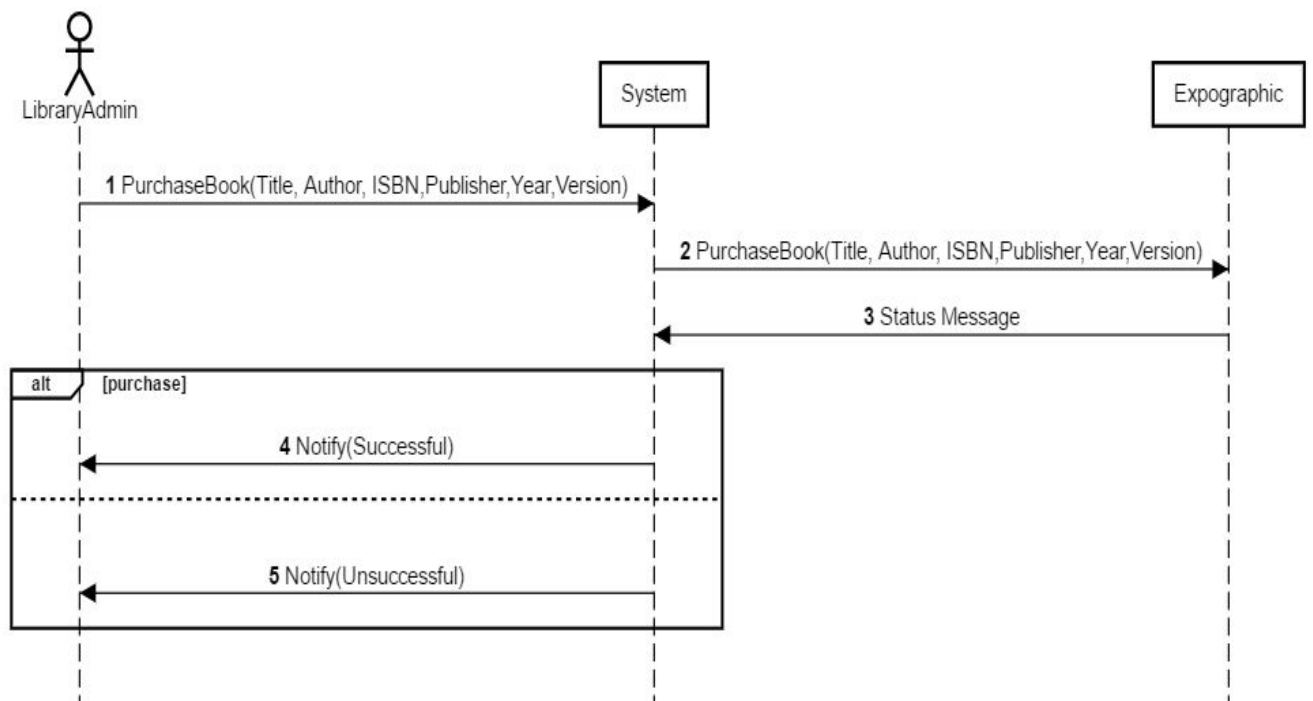 LibraryAdmin
System
Expographic
1 PurchaseBook(Title, Author, ISBN,Publisher,Year,Version)
2 PurchaseBook(Title, Author, ISBN,Publisher,Year,Version)
3 Status Message
alt [purchase]
4 Notify(Successful)
5 Notify(Unsuccessful)